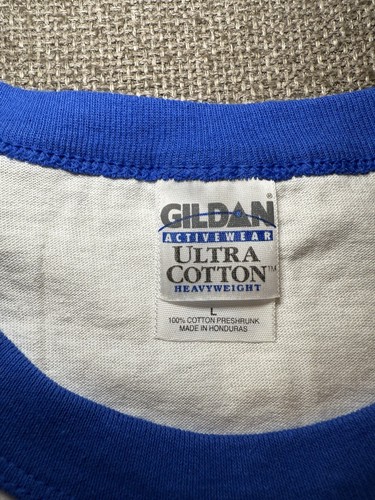 GILDAN®
ACTIVEWEAR
ULTRA
COTTON™
HEAVYWEIGHT
L
100% COTTON PRESHRUNK
MADE IN HONDURAS